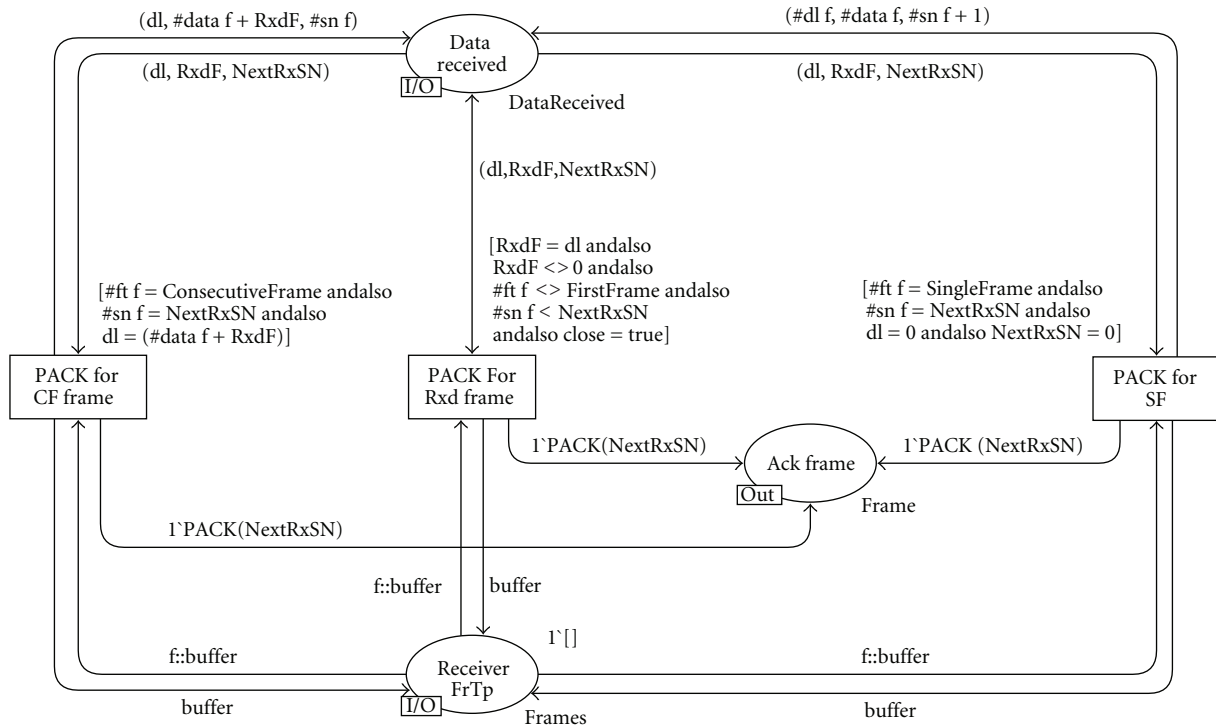 (dl, #data f + RxdF, #sn f)
(#dl f, #data f, #sn f + 1)
Data
received
(dl, RxdF, NextRxSN)
(dl, RxdF, NextRxSN)
I/O
DataReceived
(dl,RxdF,NextRxSN)
[RxdF = dl andalso
RxdF <> 0 andalso
#ft f <> FirstFrame andalso
#sn f < NextRxSN
andalso close = true]
[#ft f = ConsecutiveFrame andalso
#sn f = NextRxSN andalso
dl = (#data f + RxdF)]
[#ft f = SingleFrame andalso
#sn f = NextRxSN andalso
dl = 0 andalso NextRxSN = 0]
PACK for
CF frame
PACK For
Rxd frame
PACK for
SF
1`PACK(NextRxSN)
Ack frame
1`PACK (NextRxSN)
Out
Frame
1`PACK(NextRxSN)
f::buffer
buffer
1`[]
f::buffer
Receiver
FrTp
f::buffer
buffer
I/O
Frames
buffer